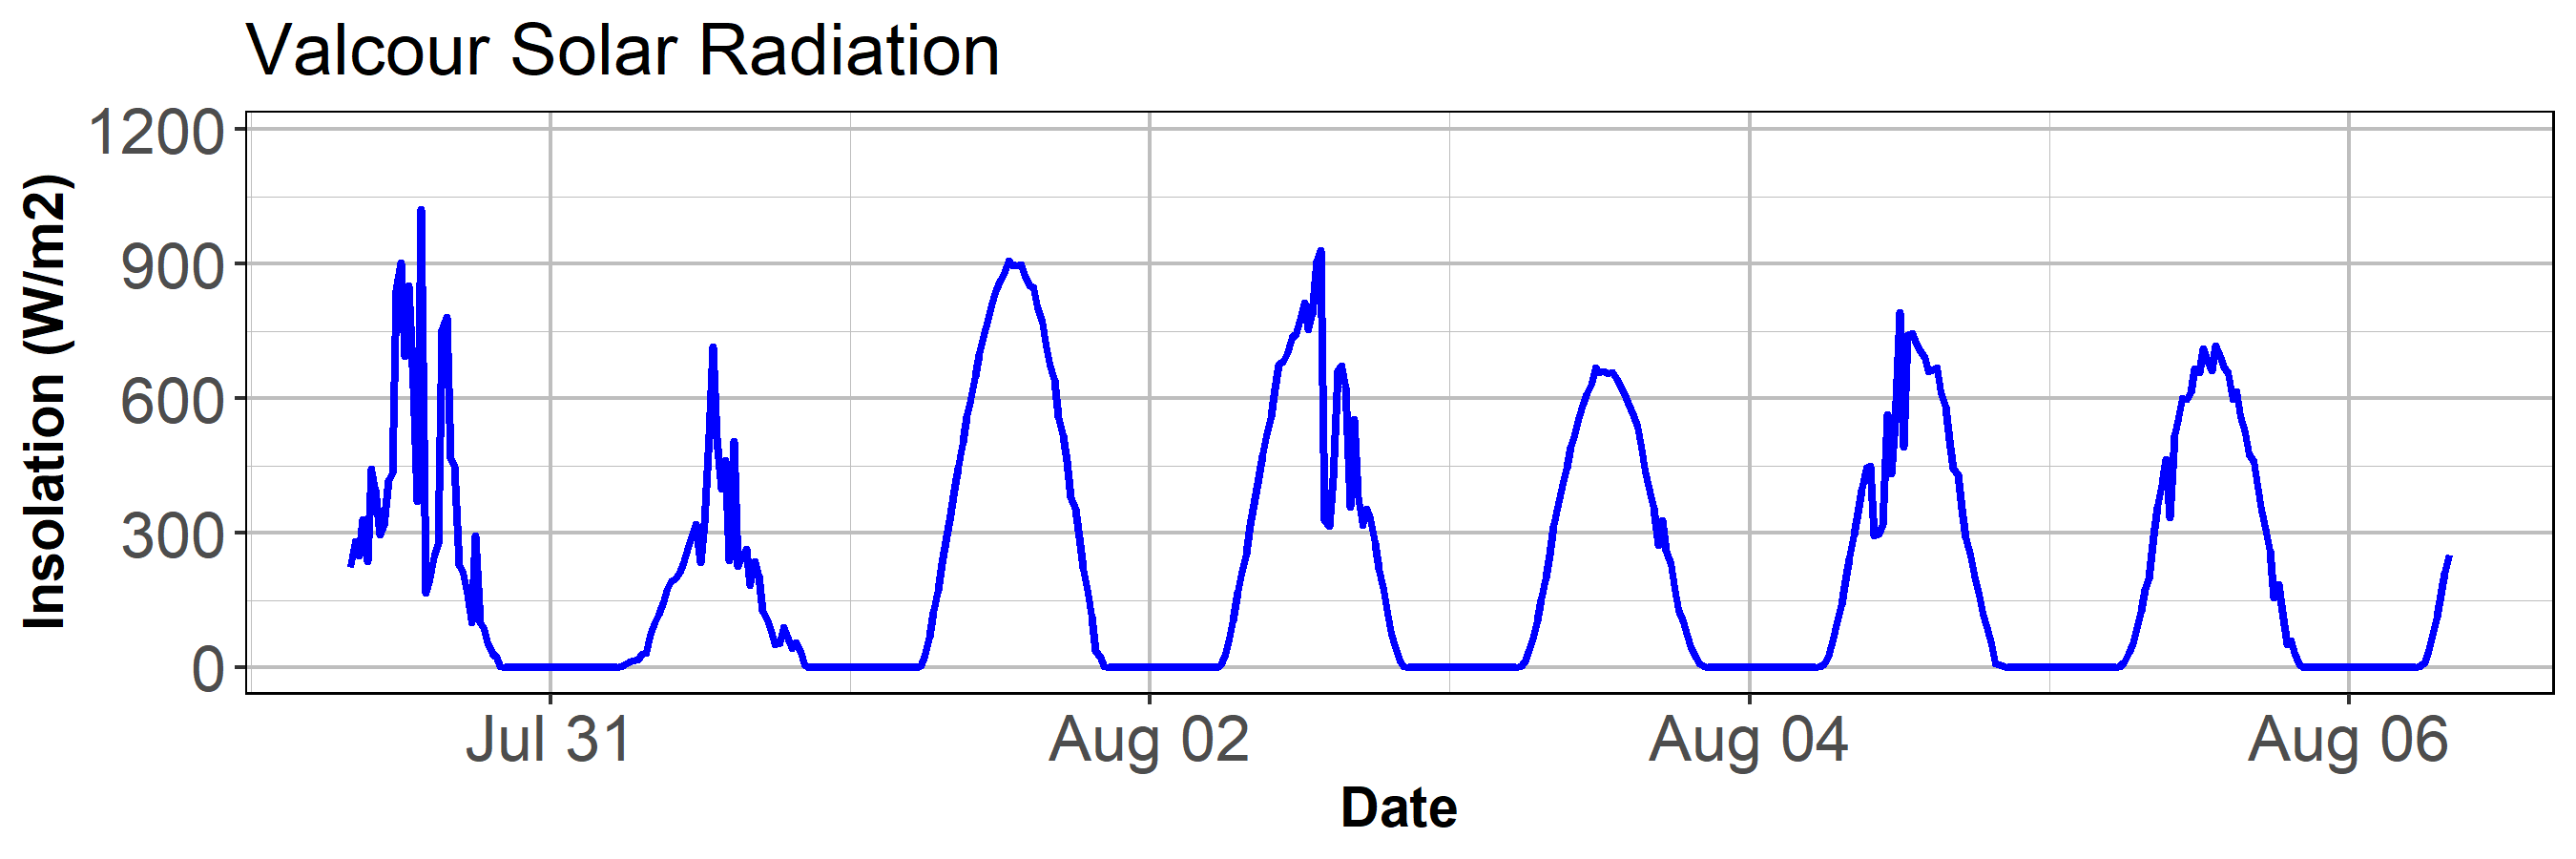 Valcour Solar Radiation
1200
900
600
300
0
Insolation (W/m2)
Jul 31
Aug 02
Aug 04
Aug 06
Date